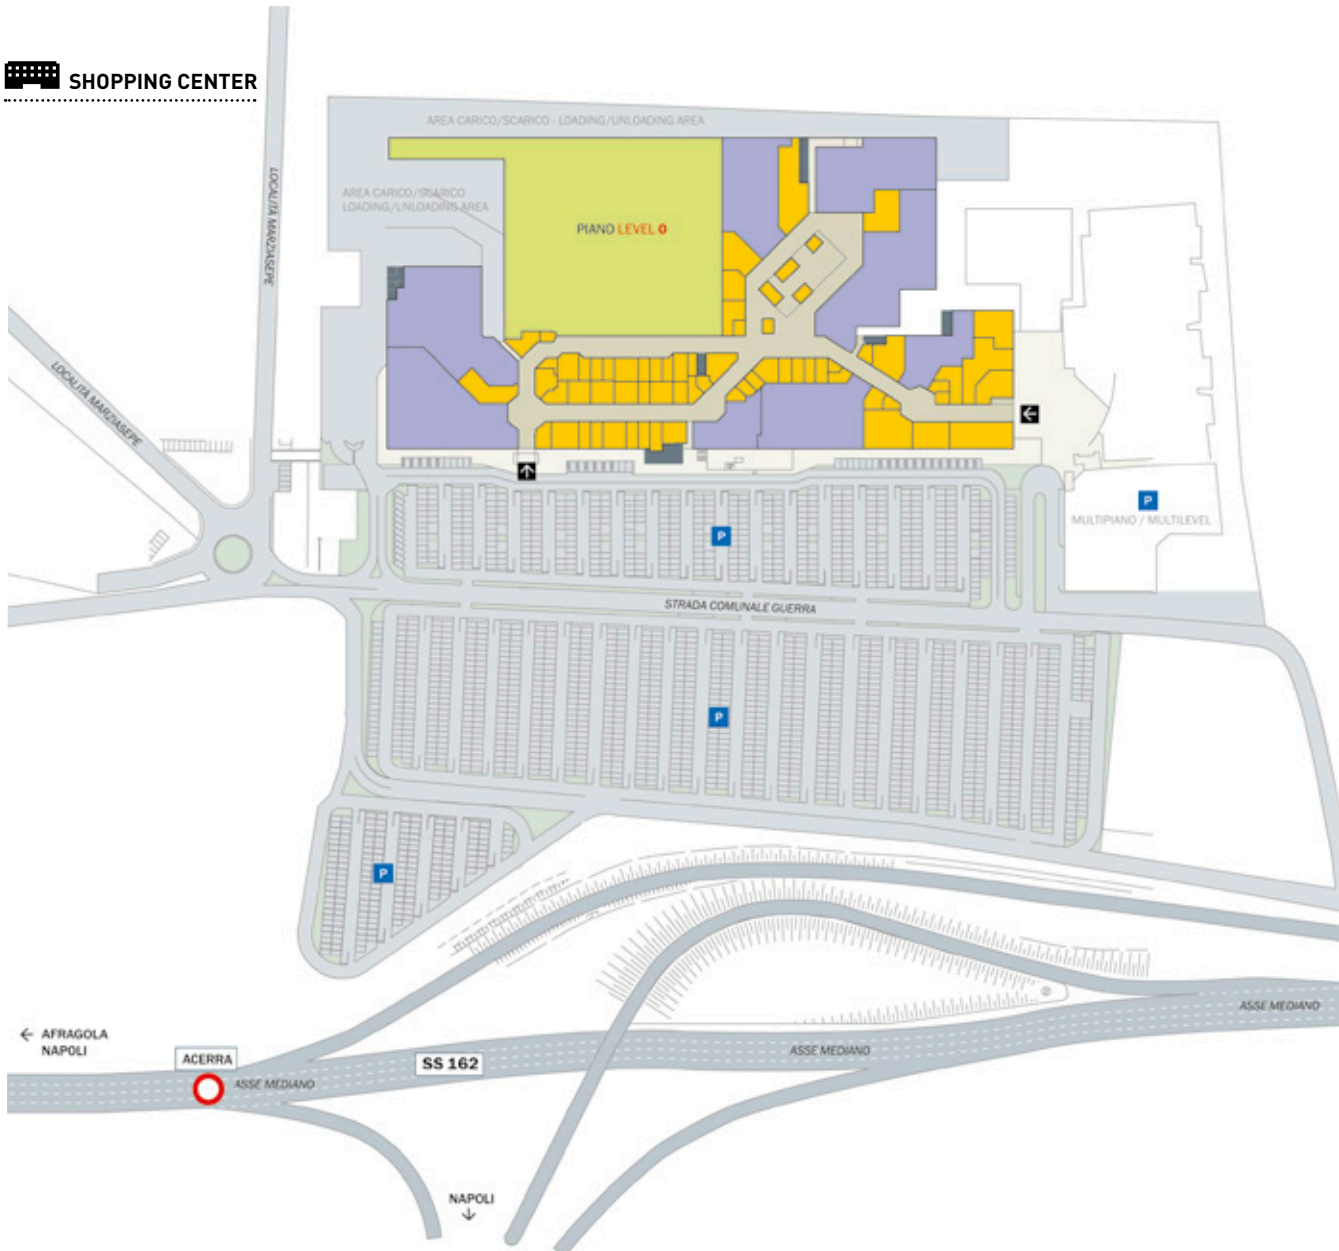 SHOPPING CENTER
AREA CARICO/SCARICO - LOADING/UNLOADING AREA
LOCALITÀ MARZIASEPE
AREA CARICO/SCARICO
LOADING/UNLOADING AREA
PIANO LEVEL 0
LOCALITÀ MARZIASEPE
P
MULTIPIANO / MULTILEVEL
P
STRADA COMUNALE GUERRA
P
P
← AFRAGOLA
NAPOLI
ACERRA
ASSE MEDIANO
SS 162
ASSE MEDIANO
ASSE MEDIANO
NAPOLI
↓